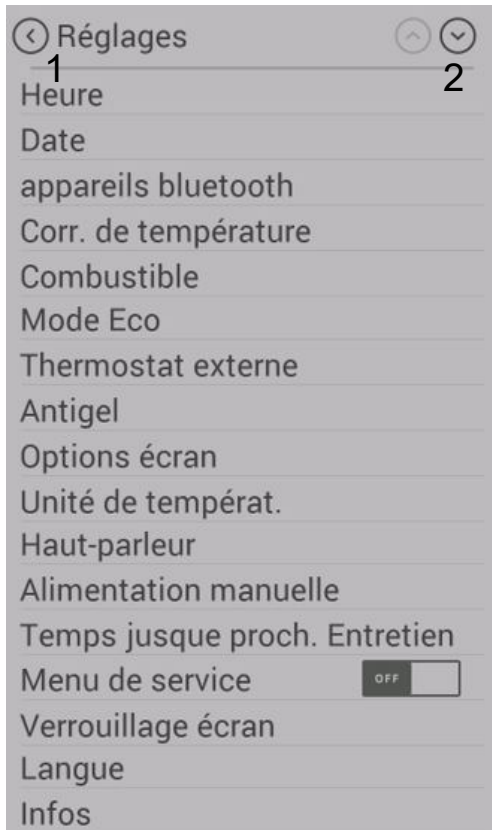 Réglages
1
2
Heure
Date
appareils bluetooth
Corr. de température
Combustible
Mode Eco
Thermostat externe
Antigel
Options écran
Unité de températ.
Haut-parleur
Alimentation manuelle
Temps jusque proch. Entretien
Menu de service OFF
Verrouillage écran
Langue
Infos